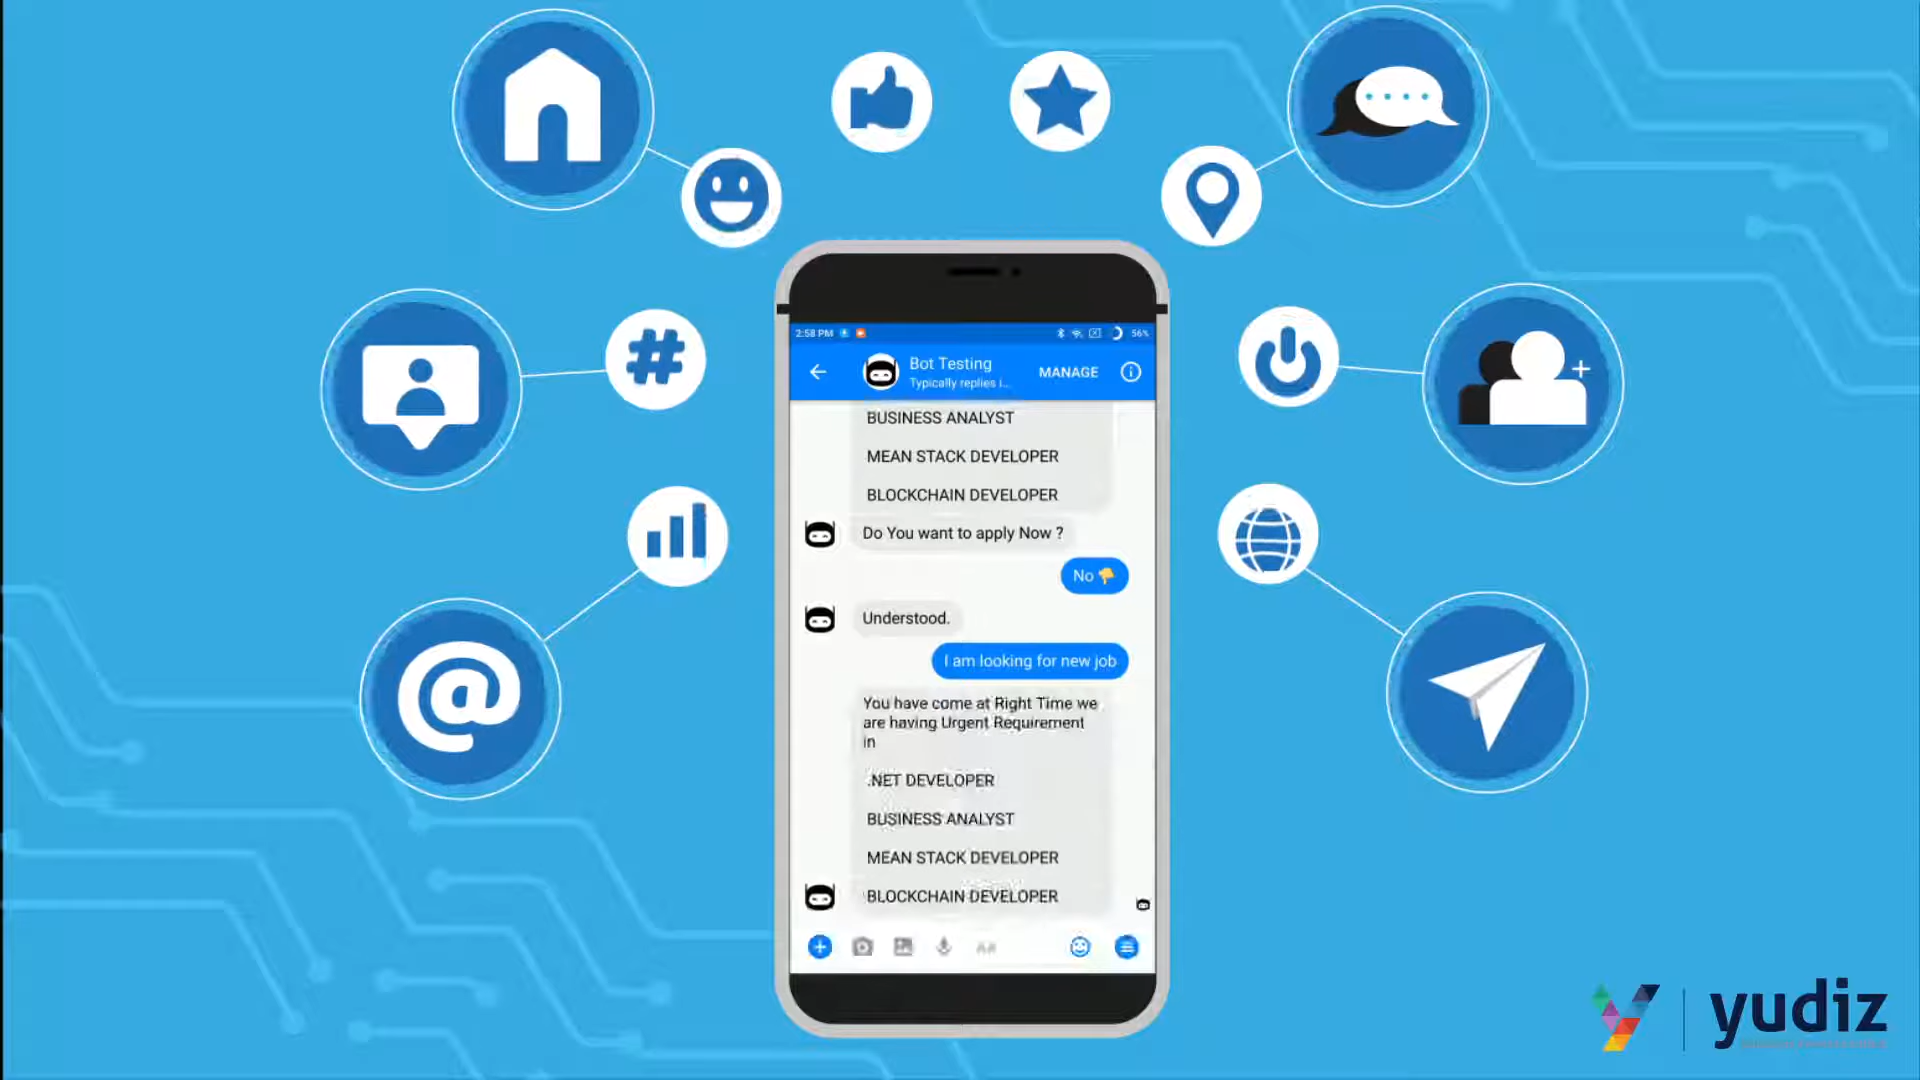 2:58 PM
56%
Bot Testing
Typically replies i...
MANAGE
BUSINESS ANALYST
MEAN STACK DEVELOPER
BLOCKCHAIN DEVELOPER
Do You want to apply Now ?
No
Understood.
I am looking for new job
You have come at Right Time we
are having Urgent Requirement
in
.NET DEVELOPER
BUSINESS ANALYST
MEAN STACK DEVELOPER
BLOCKCHAIN DEVELOPER
Aa
yudiz